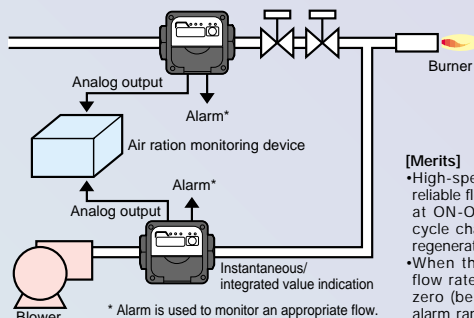 Burner
Analog output
Alarm*
Air ration monitoring device
Alarm*
Analog output
Instantaneous/
integrated value indication
Blower
* Alarm is used to monitor an appropriate flow.
[Merits]
•High-spe
reliable fl
at ON-O
cycle cha
regenerat
•When th
flow rate
zero (be
alarm ran